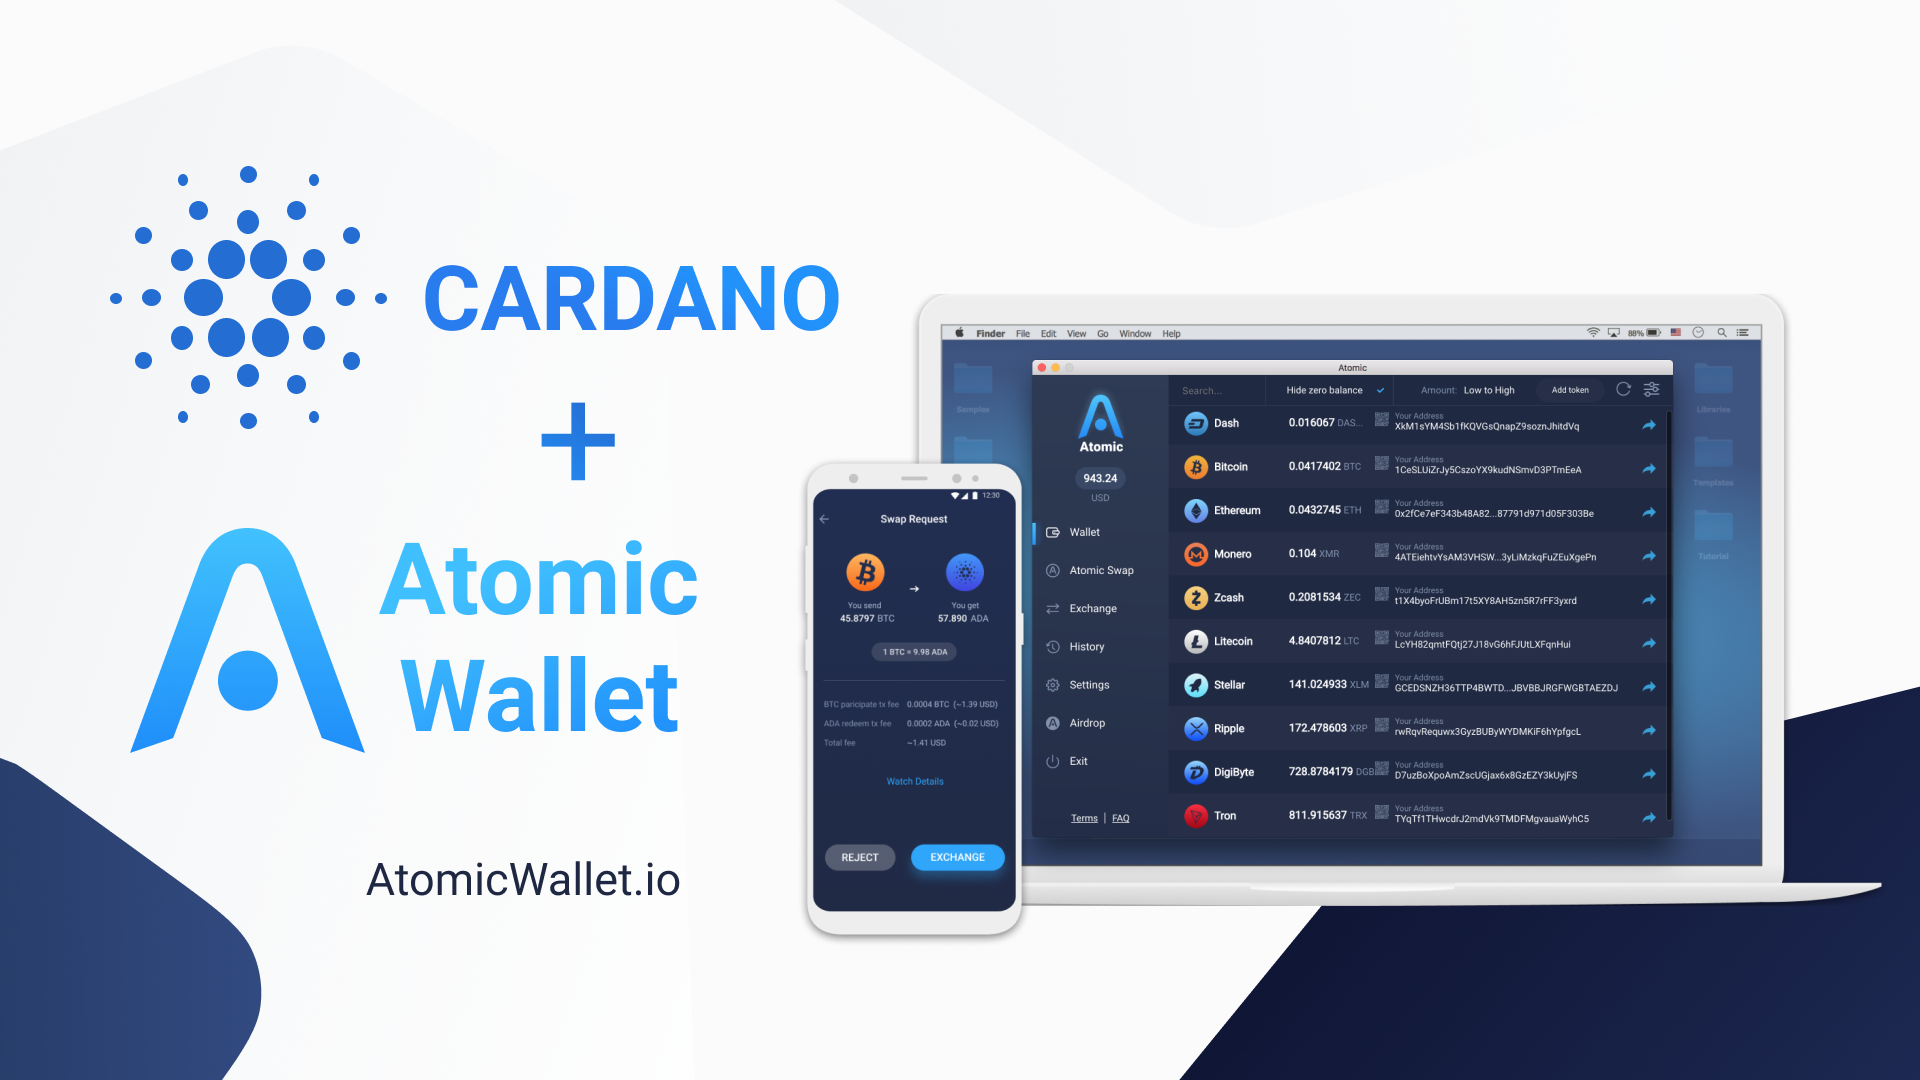 CARDANO
+
Atomic
Wallet
AtomicWallet.io
Swap Request
12:30
You send
45.8797 BTC
You get
57.890 ADA
1 BTC = 9.98 ADA
BTC paricipate tx fee 0.0004 BTC (~1.39 USD)
ADA redeem tx fee 0.0002 ADA (~0.02 USD)
Total fee ~1.41 USD
Watch Details
REJECT
EXCHANGE
Finder File Edit View Go Window Help
88%
Samples
Libraries
Templates
Tutorial
Atomic
Atomic
943.24
USD
Wallet
Atomic Swap
Exchange
History
Settings
Airdrop
Exit
Terms | FAQ
Search... Hide zero balance Amount: Low to High Add token
Dash 0.016067 DAS... Your Address
XkM1sYM4Sb1fKQVGsQnapZ9soznJhitdVq
Bitcoin 0.0417402 BTC Your Address
1CeSLUiZrJy5CszoYX9kudNSmvD3PTmEeA
Ethereum 0.0432745 ETH Your Address
0x2fCe7eF343b48A82...87791d971d05F303Be
Monero 0.104 XMR Your Address
4ATEiehtvYsAM3VHSW...3yLiMzkqFuZEuXgePn
Zcash 0.2081534 ZEC Your Address
t1X4byoFrUBm17t5XY8AH5zn5R7rFF3yxrd
Litecoin 4.8407812 LTC Your Address
LcYH82qmtFQtj27J18vG6hFJUtLXFqnHui
Stellar 141.024933 XLM Your Address
GCEDSNZH36TTP4BWTD...JBVBBJRGFWGBTAEZDJ
Ripple 172.478603 XRP Your Address
rwRqvRequwx3GyzBUByWYDMKiF6hYpfgcL
DigiByte 728.8784179 DGB Your Address
D7uzBoXpoAmZscUGjax6x8GzEZY3kUyjFS
Tron 811.915637 TRX Your Address
TYqTf1THwcdrJ2mdVk9TMDFMgvauaWyhC5